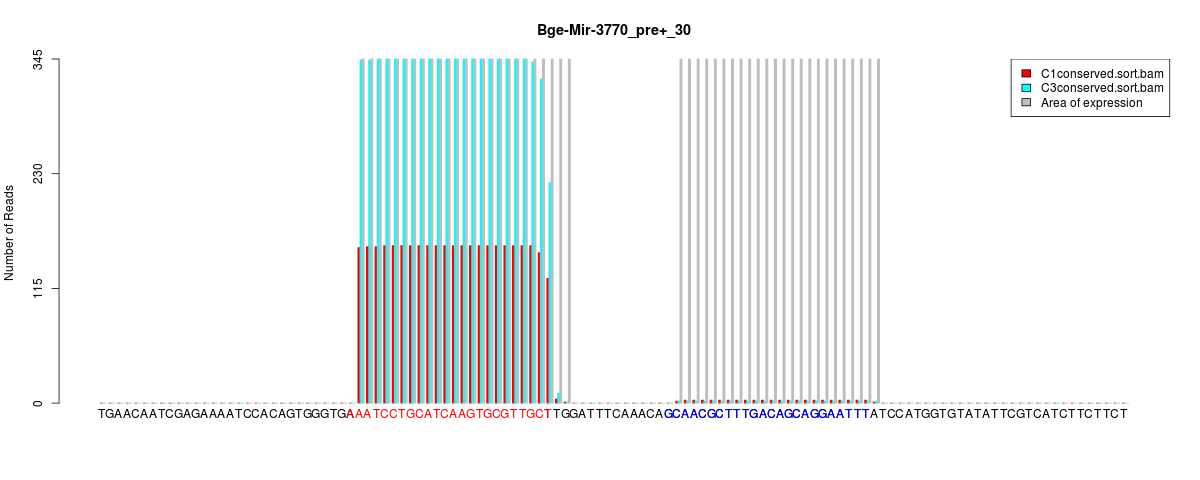 Bge-Mir-3770_pre+_30
C1conserved.sort.bam
C3conserved.sort.bam
Area of expression
Number of Reads
345
230
115
0
TGAACAATCGAGAAAATCCACAGTGGGTGAAATCCTGCATCAAGTGCGTTGCTTGGATTTCAAACAGCAACGCTTTGACAGCAGGAATTTATCCATGGTGTATATTCGTCATCTTCTTCT